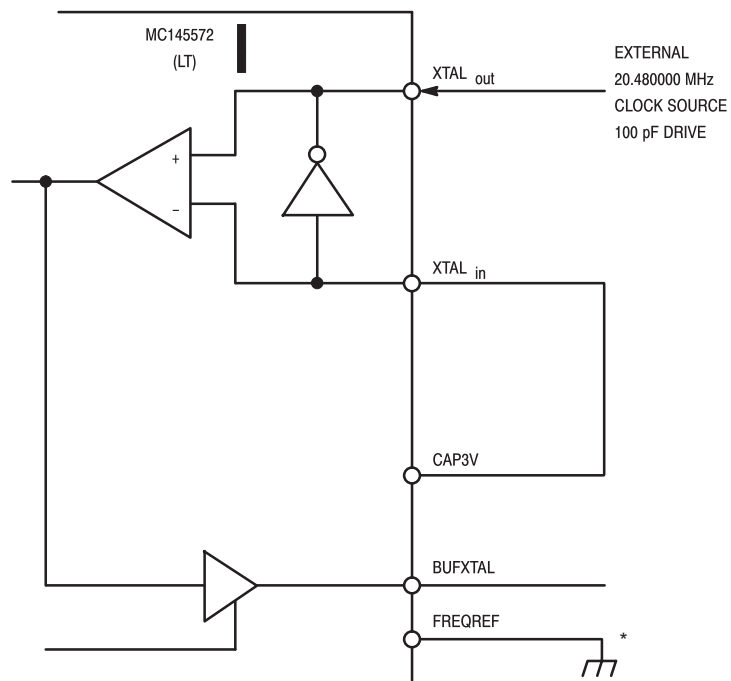 MC145572
(LT)
XTAL out
EXTERNAL
20.480000 MHz
CLOCK SOURCE
100 pF DRIVE
+
–
XTAL in
CAP3V
BUFXTAL
FREQREF
*